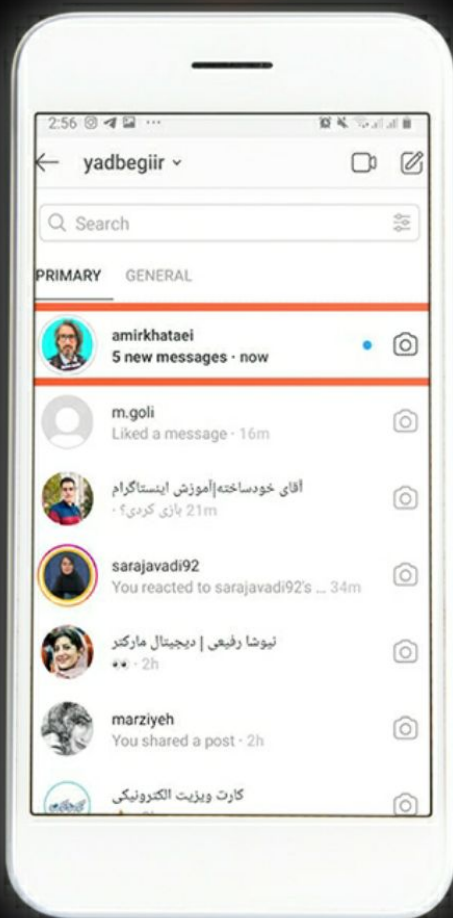 2:56
yadbegiir
Search
PRIMARY GENERAL
amirkhataei
5 new messages · now
m.goli
Liked a message · 16m
آقای خودساخته|آموزش اینستاگرام
بازی کردی؟ · 21m
sarajavadi92
You reacted to sarajavadi92's ... 34m
نیوشا رفیعی | دیجیتال مارکتر
👀 · 2h
marziyeh
You shared a post · 2h
کارت ویزیت الکترونیکی